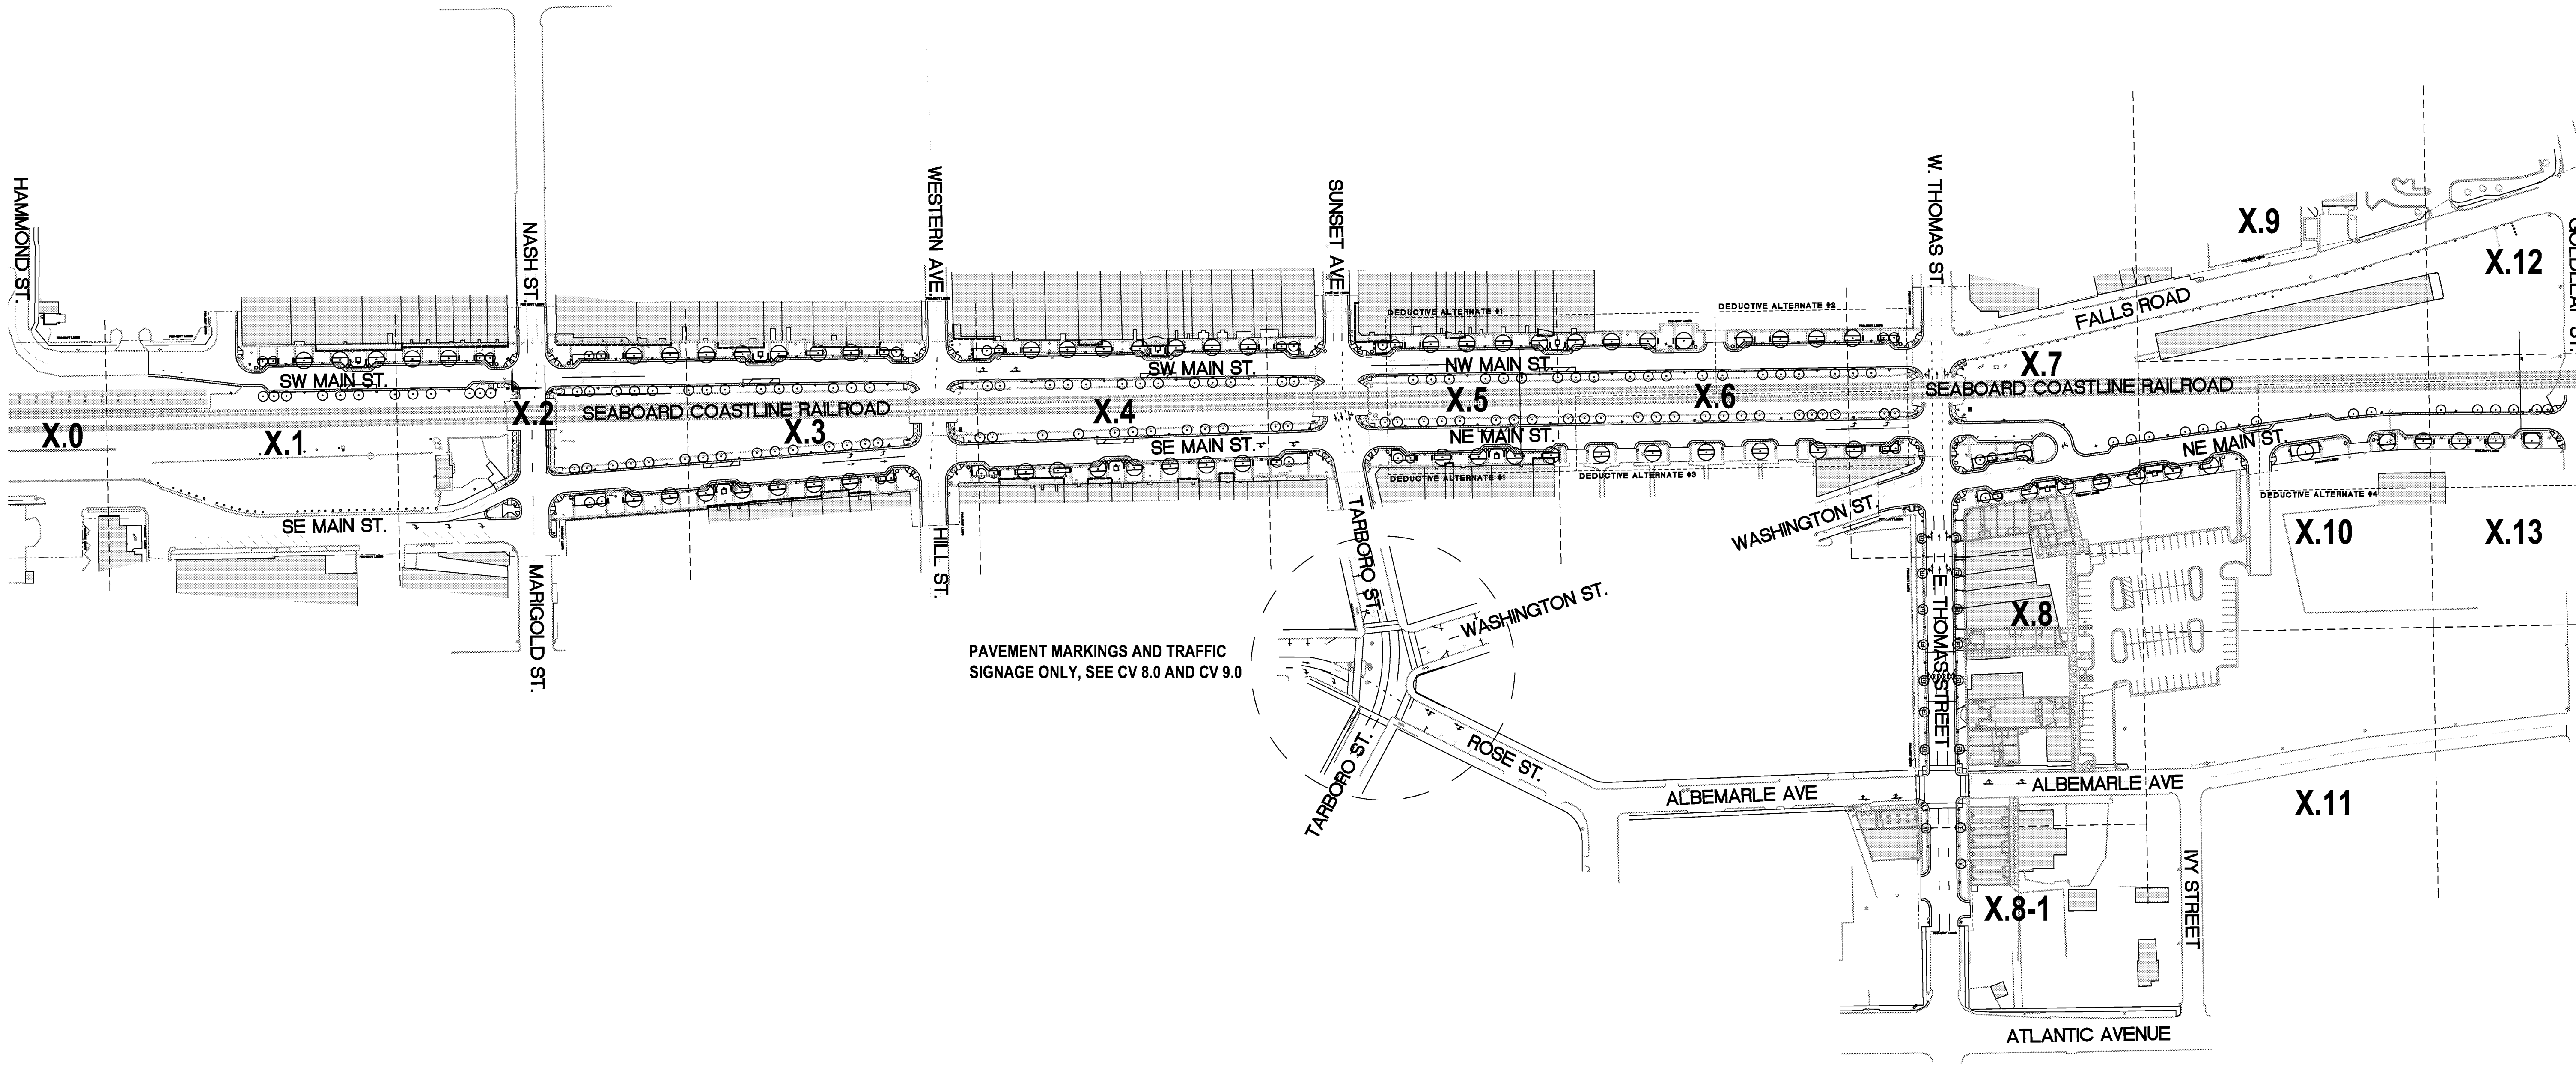 HAMMOND ST.
NASH ST.
WESTERN AVE.
SUNSET AVE.
W. THOMAS ST.
X.9
X.12
FALLS ROAD
DEDUCTIVE ALTERNATE #1
DEDUCTIVE ALTERNATE #2
SW MAIN ST.
SW MAIN ST.
NW MAIN ST.
X.7
SEABOARD COASTLINE RAILROAD
X.0
X.1
X.2
SEABOARD COASTLINE RAILROAD
X.3
X.4
X.5
X.6
SE MAIN ST.
NE MAIN ST.
NE MAIN ST.
DEDUCTIVE ALTERNATE #1
DEDUCTIVE ALTERNATE #3
DEDUCTIVE ALTERNATE #4
SE MAIN ST.
WASHINGTON ST.
X.10
X.13
MARIGOLD ST.
HILL ST.
TARBORO ST.
WASHINGTON ST.
E. THOMAS STREET
X.8
PAVEMENT MARKINGS AND TRAFFIC
SIGNAGE ONLY, SEE CV 8.0 AND CV 9.0
TARBORO ST.
ROSE ST.
ALBEMARLE AVE
ALBEMARLE AVE
X.11
IVY STREET
X.8-1
ATLANTIC AVENUE